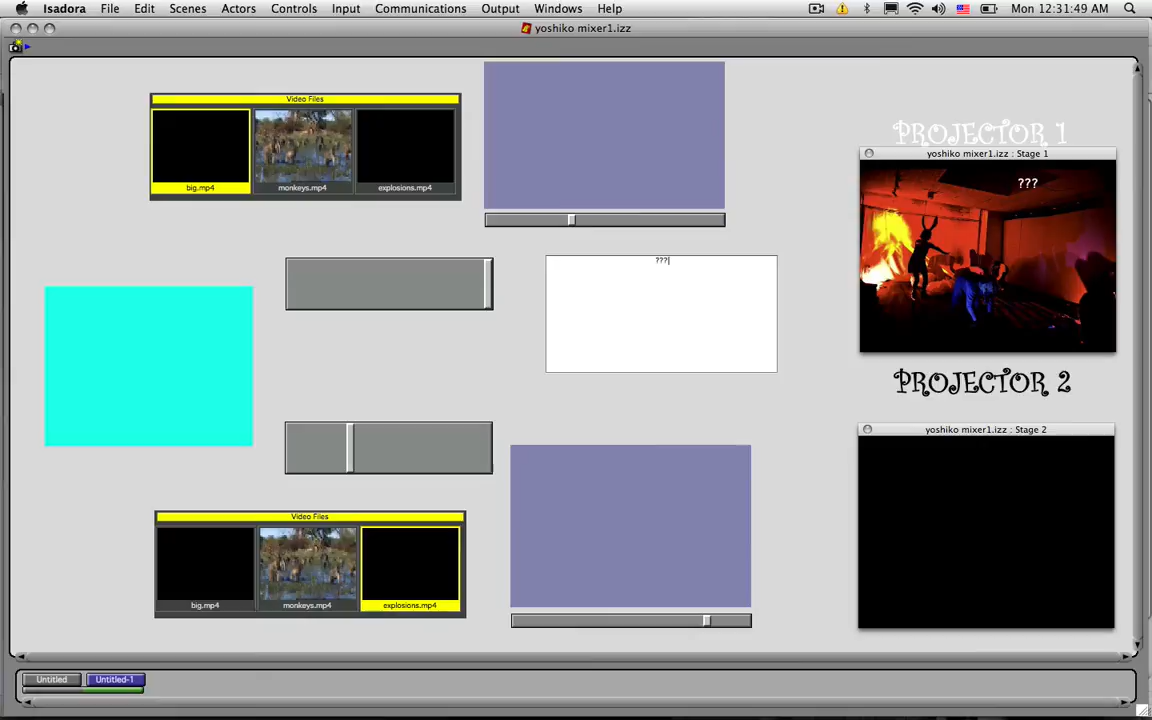 Isadora File Edit Scenes Actors Controls Input Communications Output Windows Help Mon 12:31:49 AM
yoshiko mixer1.izz
Video Files
big.mp4 monkeys.mp4 explosions.mp4
PROJECTOR 1
yoshiko mixer1.izz : Stage 1
???
???
PROJECTOR 2
yoshiko mixer1.izz : Stage 2
Video Files
big.mp4 monkeys.mp4 explosions.mp4
Untitled Untitled-1